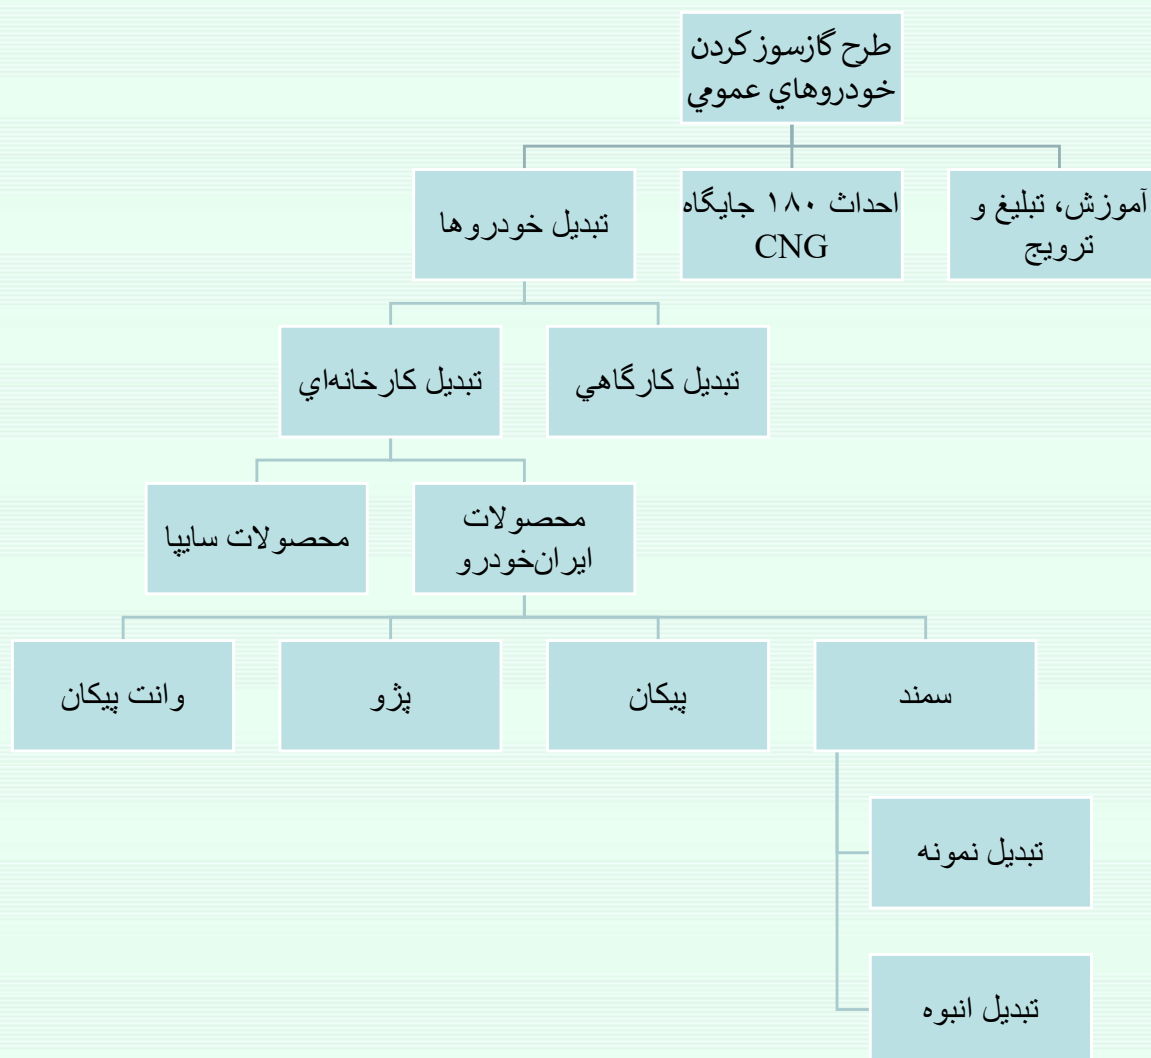 طرح گازسوز کردن
خودروهاي عمومي
آموزش، تبليغ و
ترويج
احداث ۱۸۰ جايگاه
CNG
تبديل خودروها
تبديل کارگاهي
تبديل کارخانه‌اي
محصولات
ايران‌خودرو
محصولات سايپا
سمند
پيکان
پژو
وانت پيکان
تبديل نمونه
تبديل انبوه